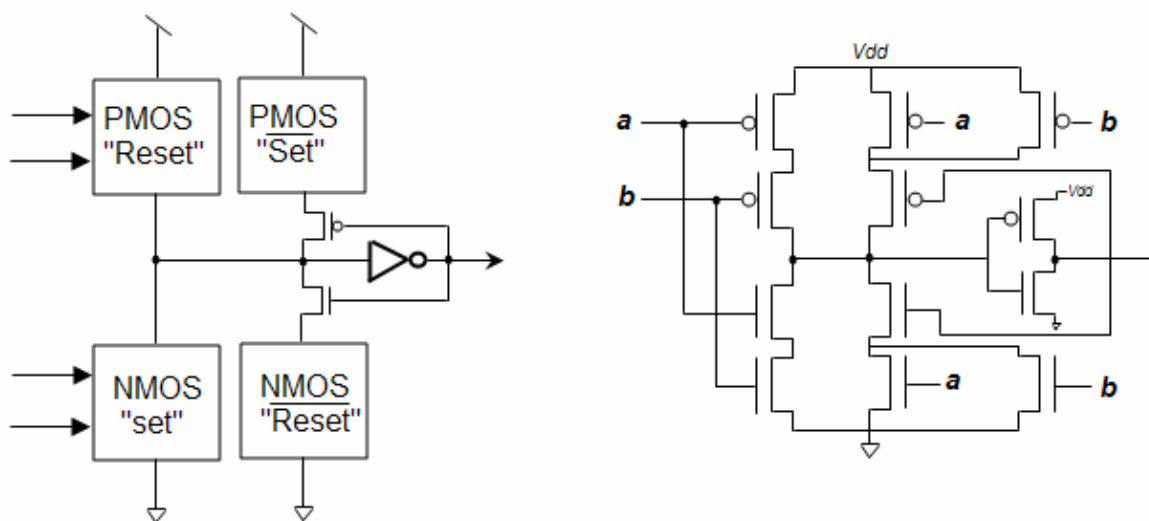 PMOS
"Reset"
PMOS
"Set"
NMOS
"set"
NMOS
"Reset"
Vdd
a
a
b
b
Vdd
a
b